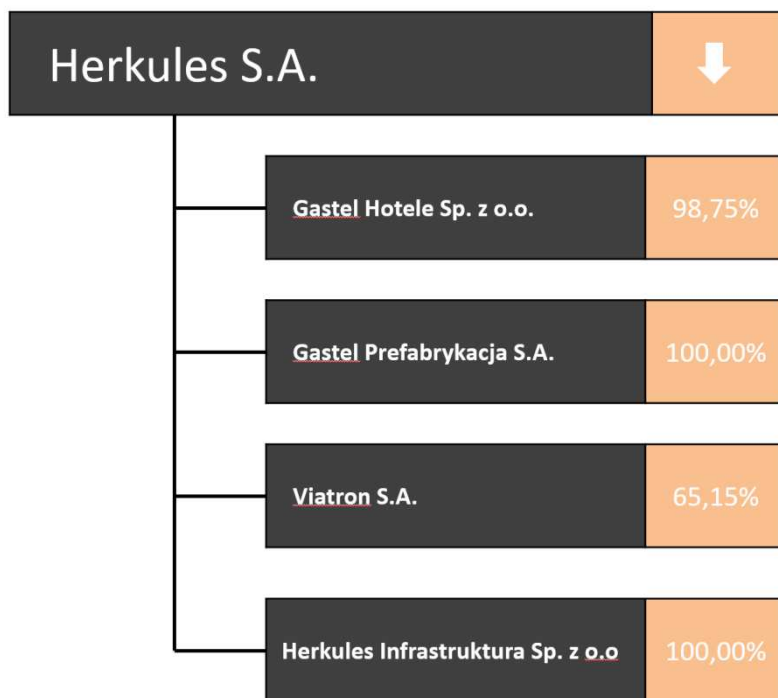 Herkules S.A.
Gastel Hotele Sp. z o.o. 98,75%
Gastel Prefabrykacja S.A. 100,00%
Viatron S.A. 65,15%
Herkules Infrastruktura Sp. z o.o 100,00%